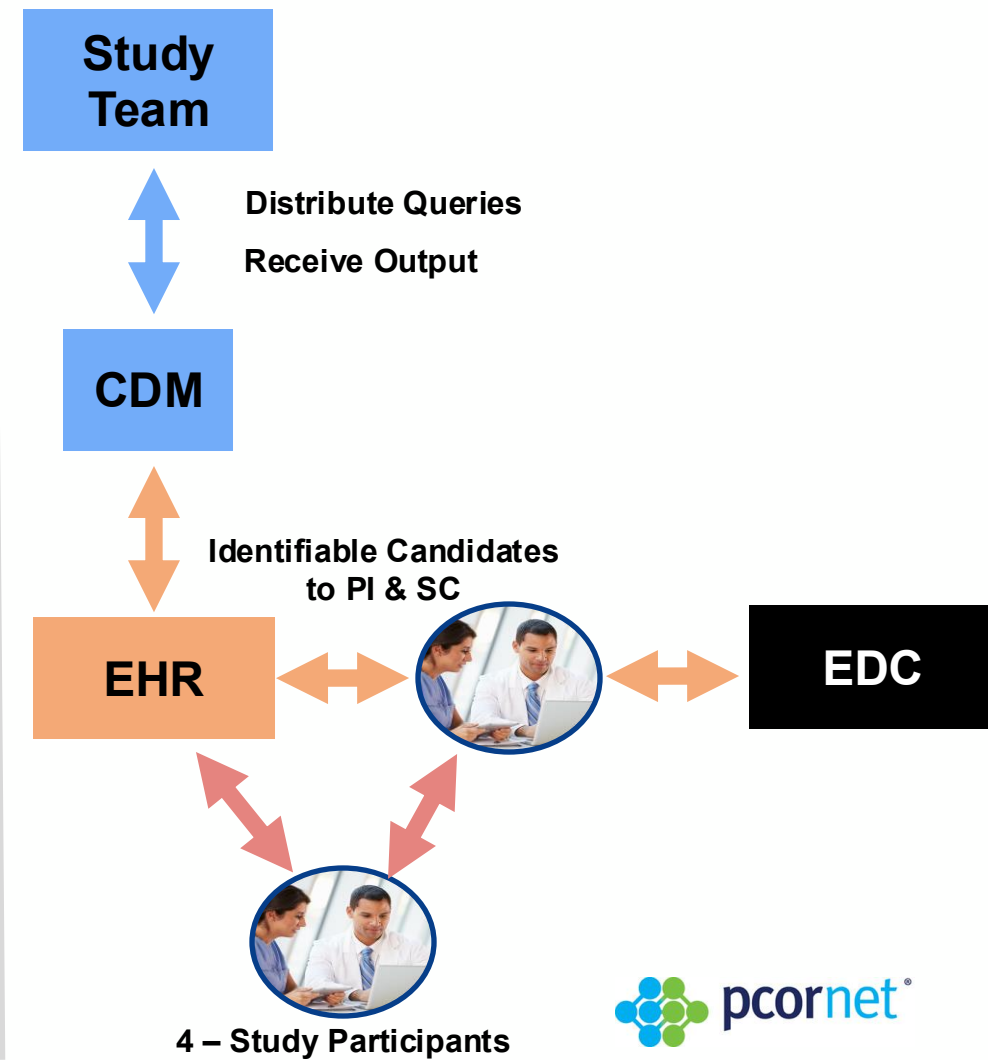 Study
Team
Distribute Queries
Receive Output
CDM
Identifiable Candidates
to PI & SC
EHR
EDC
4 – Study Participants
pcornet®